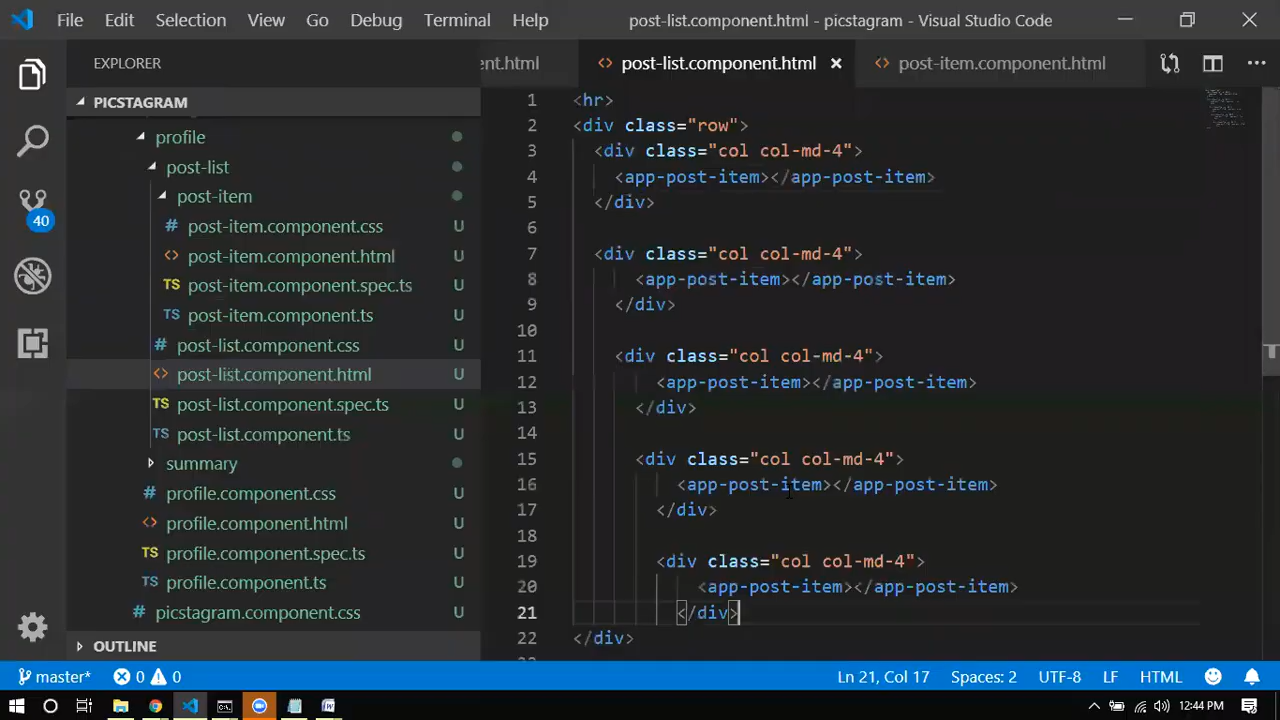 File Edit Selection View Go Debug Terminal Help post-list.component.html - picstagram - Visual Studio Code
EXPLORER
ent.html <> post-list.component.html × <> post-item.component.html ...
PICSTAGRAM
profile
post-list
post-item
# post-item.component.css U
<> post-item.component.html U
TS post-item.component.spec.ts U
TS post-item.component.ts U
# post-list.component.css U
<> post-list.component.html U
TS post-list.component.spec.ts U
TS post-list.component.ts U
summary
# profile.component.css U
<> profile.component.html U
TS profile.component.spec.ts U
TS profile.component.ts U
# picstagram.component.css U
OUTLINE
40
1 <hr>
2 <div class="row">
3 <div class="col col-md-4">
4 <app-post-item></app-post-item>
5 </div>
6
7 <div class="col col-md-4">
8 <app-post-item></app-post-item>
9 </div>
10
11 <div class="col col-md-4">
12 <app-post-item></app-post-item>
13 </div>
14
15 <div class="col col-md-4">
16 <app-post-item></app-post-item>
17 </div>
18
19 <div class="col col-md-4">
20 <app-post-item></app-post-item>
21 </div>
22 </div>
master* 0 0 Ln 21, Col 17 Spaces: 2 UTF-8 LF HTML
12:44 PM